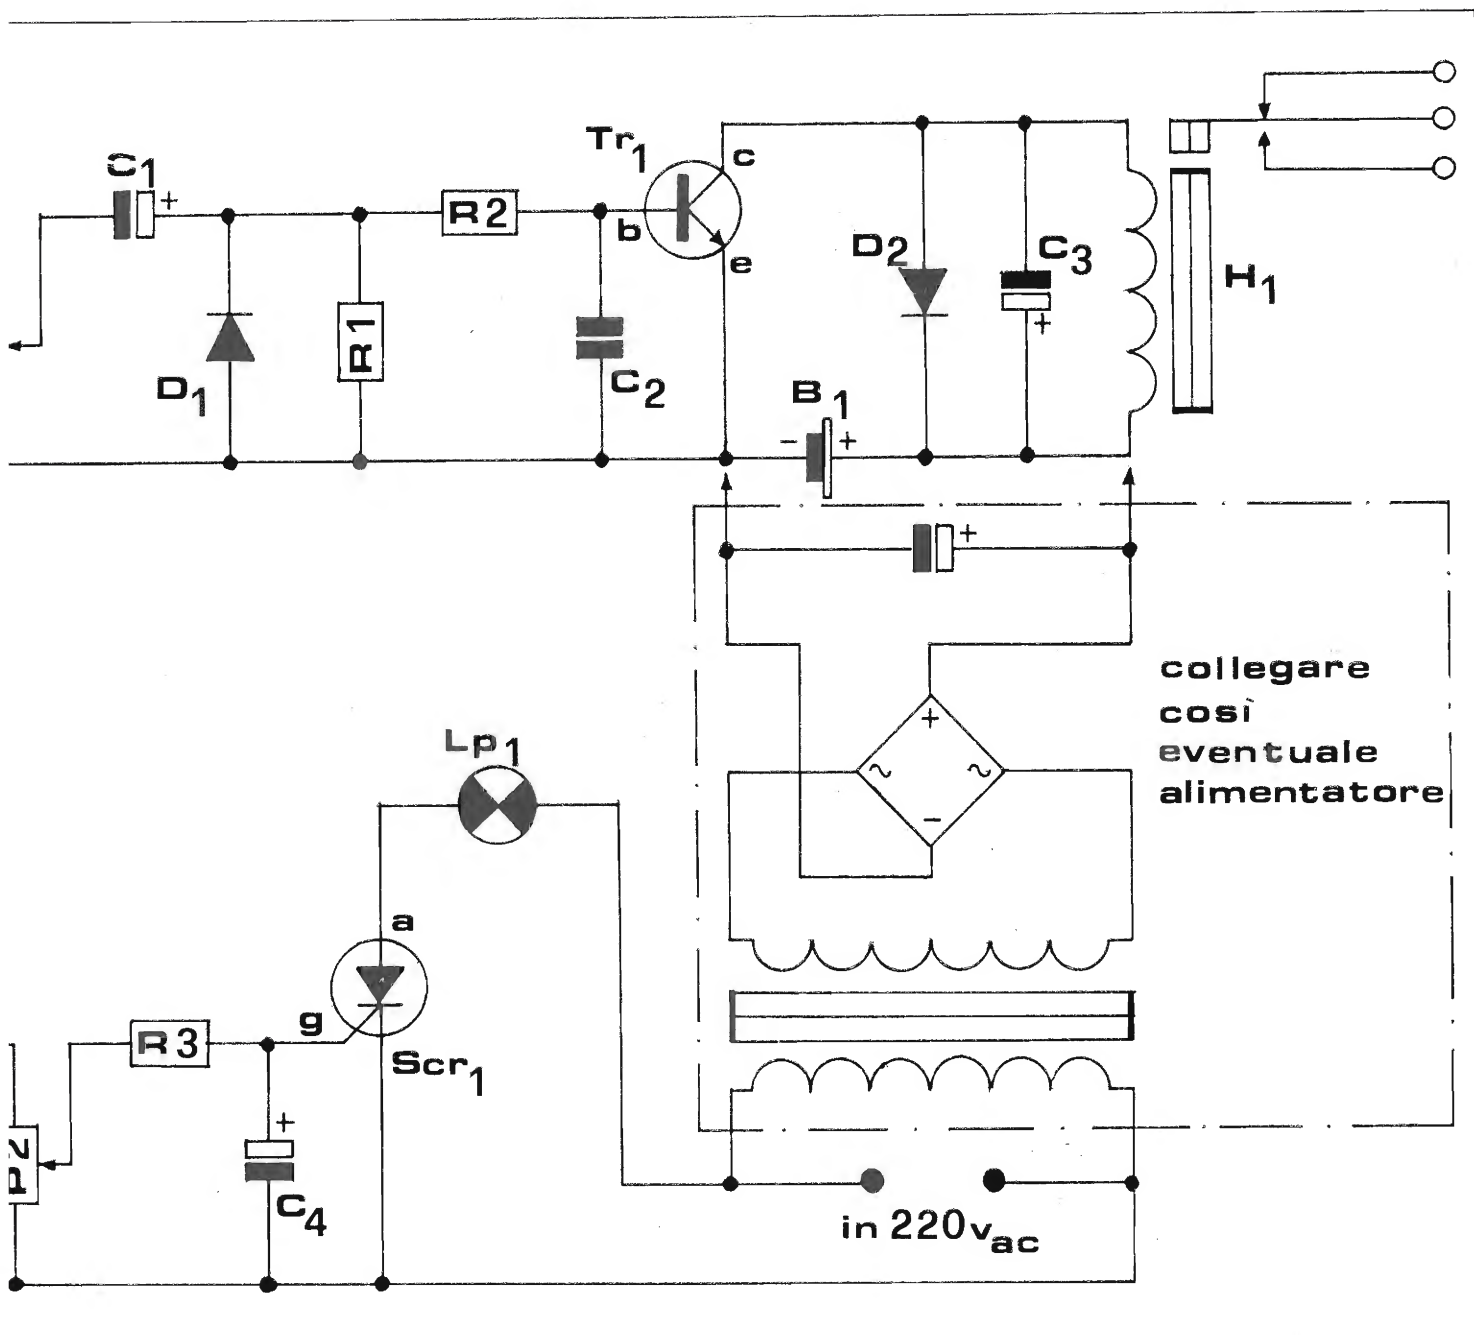 C1
+
Tr1
c
b
e
R2
D1
R1
C2
D2
C3
+
H1
B1
-
+
+
collegare
così
eventuale
alimentatore
+
~
~
-
Lp1
a
g
Scr1
R3
+
C4
P2
in 220vac